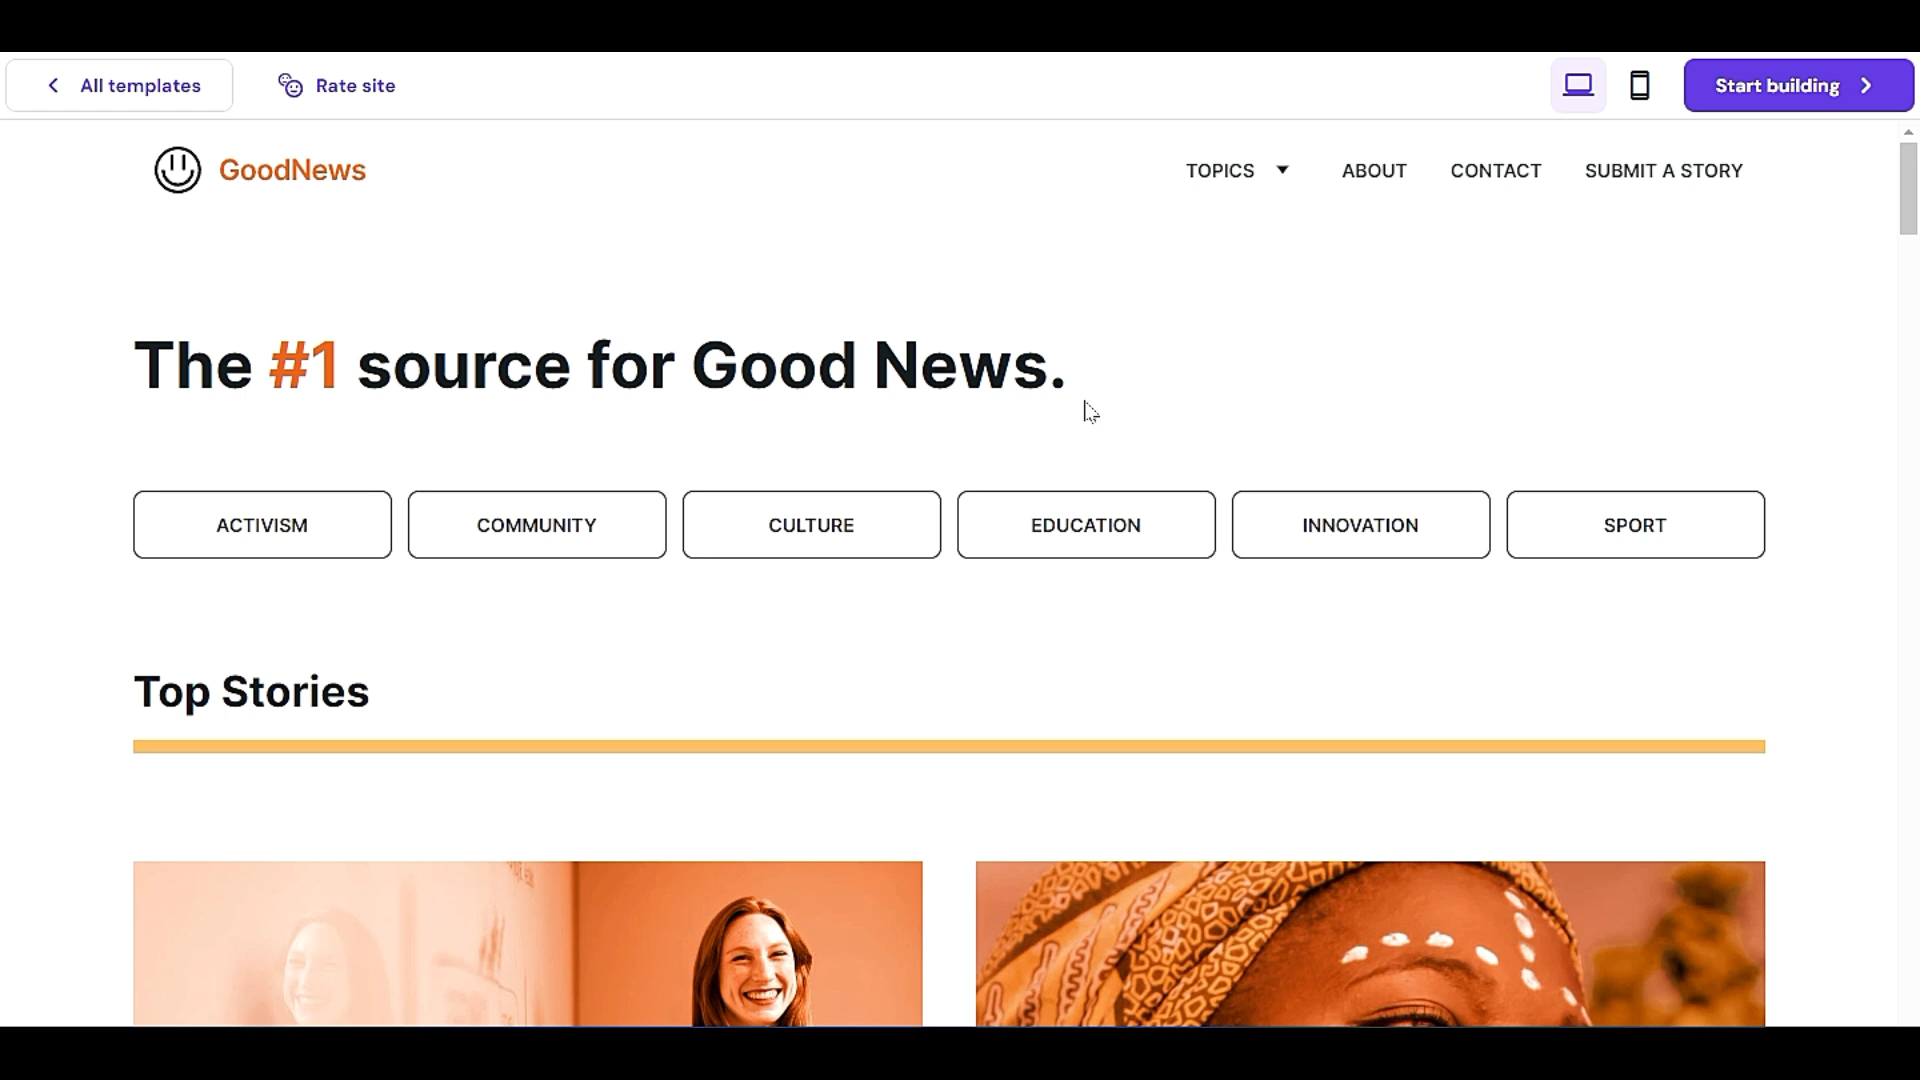 All templates
Rate site
Start building
GoodNews
TOPICS
ABOUT
CONTACT
SUBMIT A STORY
The #1 source for Good News.
ACTIVISM
COMMUNITY
CULTURE
EDUCATION
INNOVATION
SPORT
Top Stories